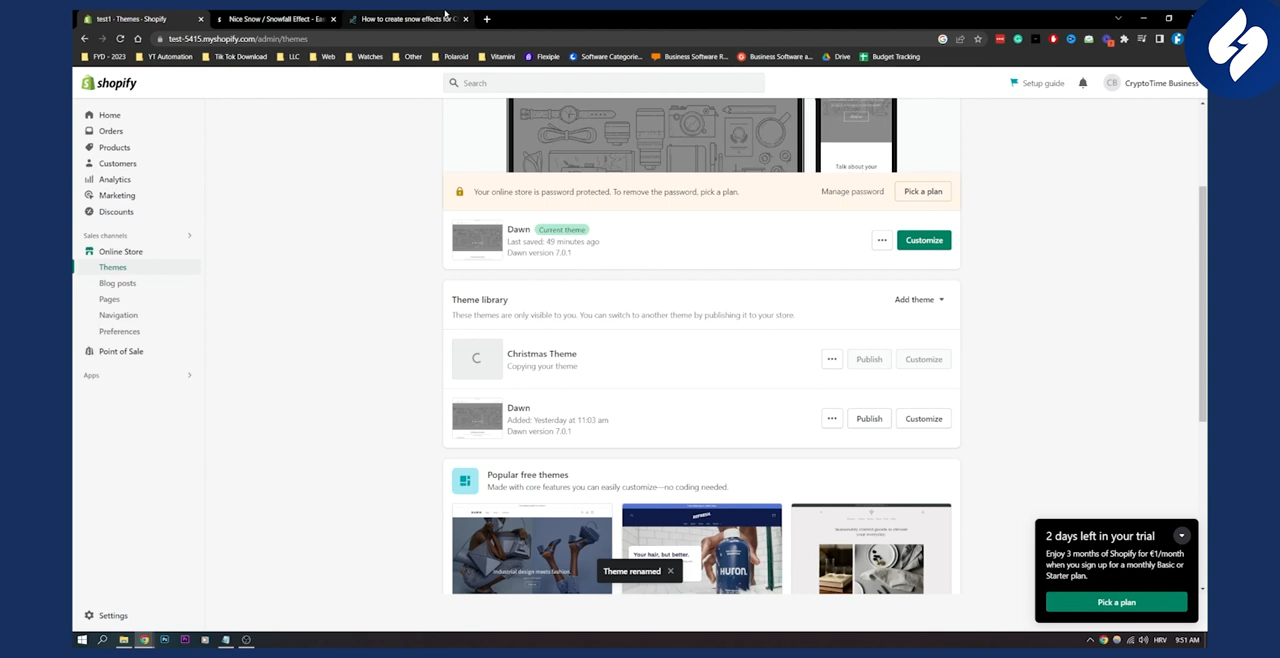 test1 - Themes - Shopify
Nice Snow / Snowfall Effect - Eas
How to create snow effects for C
test-5415.myshopify.com/admin/themes
FYD - 2023
YT Automation
Tik Tok Download
LLC
Web
Watches
Other
Polaroid
Vitamini
Flexiple
Software Categorie...
Business Software R...
Business software a...
Drive
Budget Tracking
shopify
Search
Setup guide
CB
CryptoTime Business
Home
Orders
Products
Customers
Analytics
Marketing
Discounts
Sales channels
Online Store
Themes
Blog posts
Pages
Navigation
Preferences
Point of Sale
Apps
Settings
Talk about your
Your online store is password protected. To remove the password, pick a plan.
Manage password
Pick a plan
Dawn
Current theme
Last saved: 49 minutes ago
Dawn version 7.0.1
Customize
Theme library
Add theme
These themes are only visible to you. You can switch to another theme by publishing it to your store.
Christmas Theme
Copying your theme
Publish
Customize
Dawn
Added: Yesterday at 11:03 am
Dawn version 7.0.1
Publish
Customize
Popular free themes
Made with core features you can easily customize—no coding needed.
Industrial design meets fashion.
Your hair, but better.
HURON.
Theme renamed
2 days left in your trial
Enjoy 3 months of Shopify for €1/month
when you sign up for a monthly Basic or
Starter plan.
Pick a plan
HRV
9:51 AM